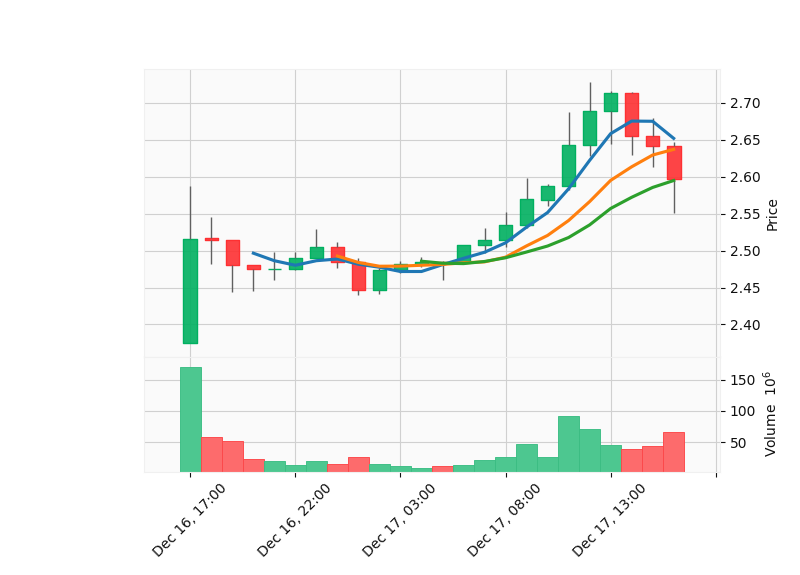 2.70
2.65
2.60
2.55
2.50
2.45
2.40
Price
150
100
50
Volume 10⁶
Dec 16, 17:00
Dec 16, 22:00
Dec 17, 03:00
Dec 17, 08:00
Dec 17, 13:00